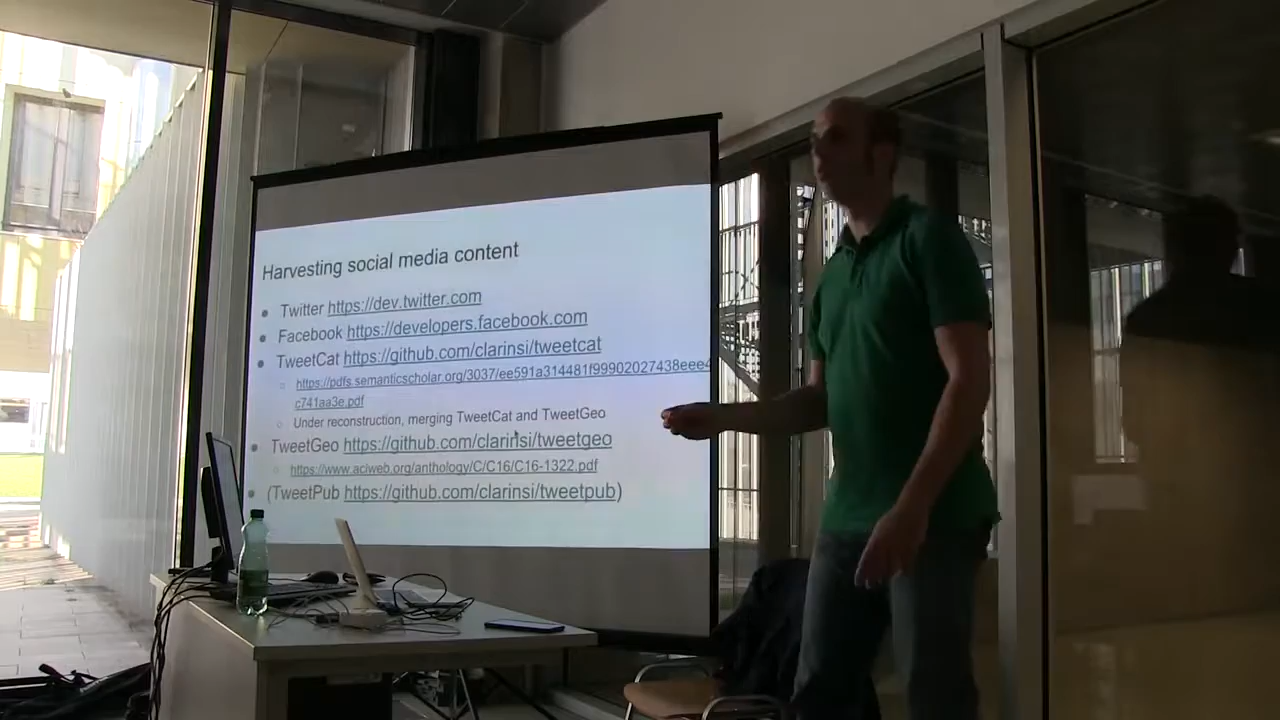 Harvesting social media content
Twitter https://dev.twitter.com
Facebook https://developers.facebook.com
TweetCat https://github.com/clarinsi/tweetcat
https://pdfs.semanticscholar.org/3037/ee591a314481f99902027438eee4
c741aa3e.pdf
Under reconstruction, merging TweetCat and TweetGeo
TweetGeo https://github.com/clarinsi/tweetgeo
https://www.aclweb.org/anthology/C/C16/C16-1322.pdf
(TweetPub https://github.com/clarinsi/tweetpub)